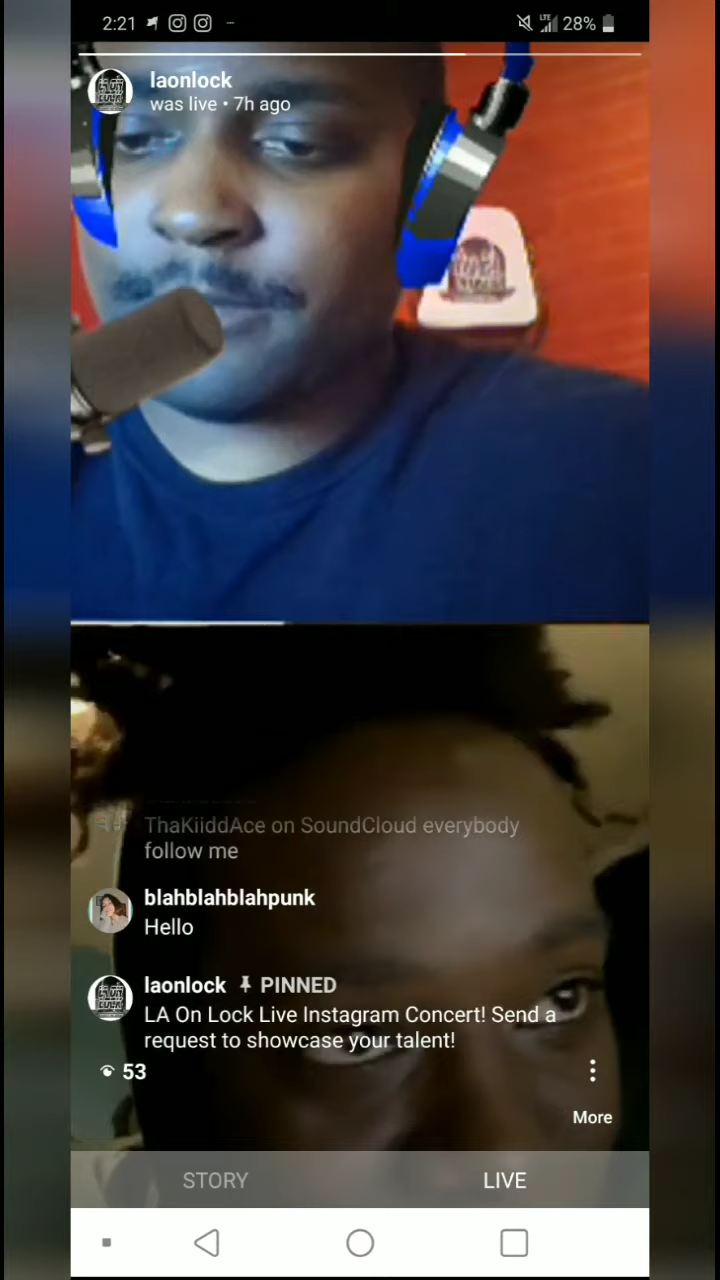 2:21
LTE
28%
laonlock
was live • 7h ago
ThaKiiddAce on SoundCloud everybody
follow me
blahblahblahpunk
Hello
laonlock PINNED
LA On Lock Live Instagram Concert! Send a
request to showcase your talent!
53
More
STORY
LIVE